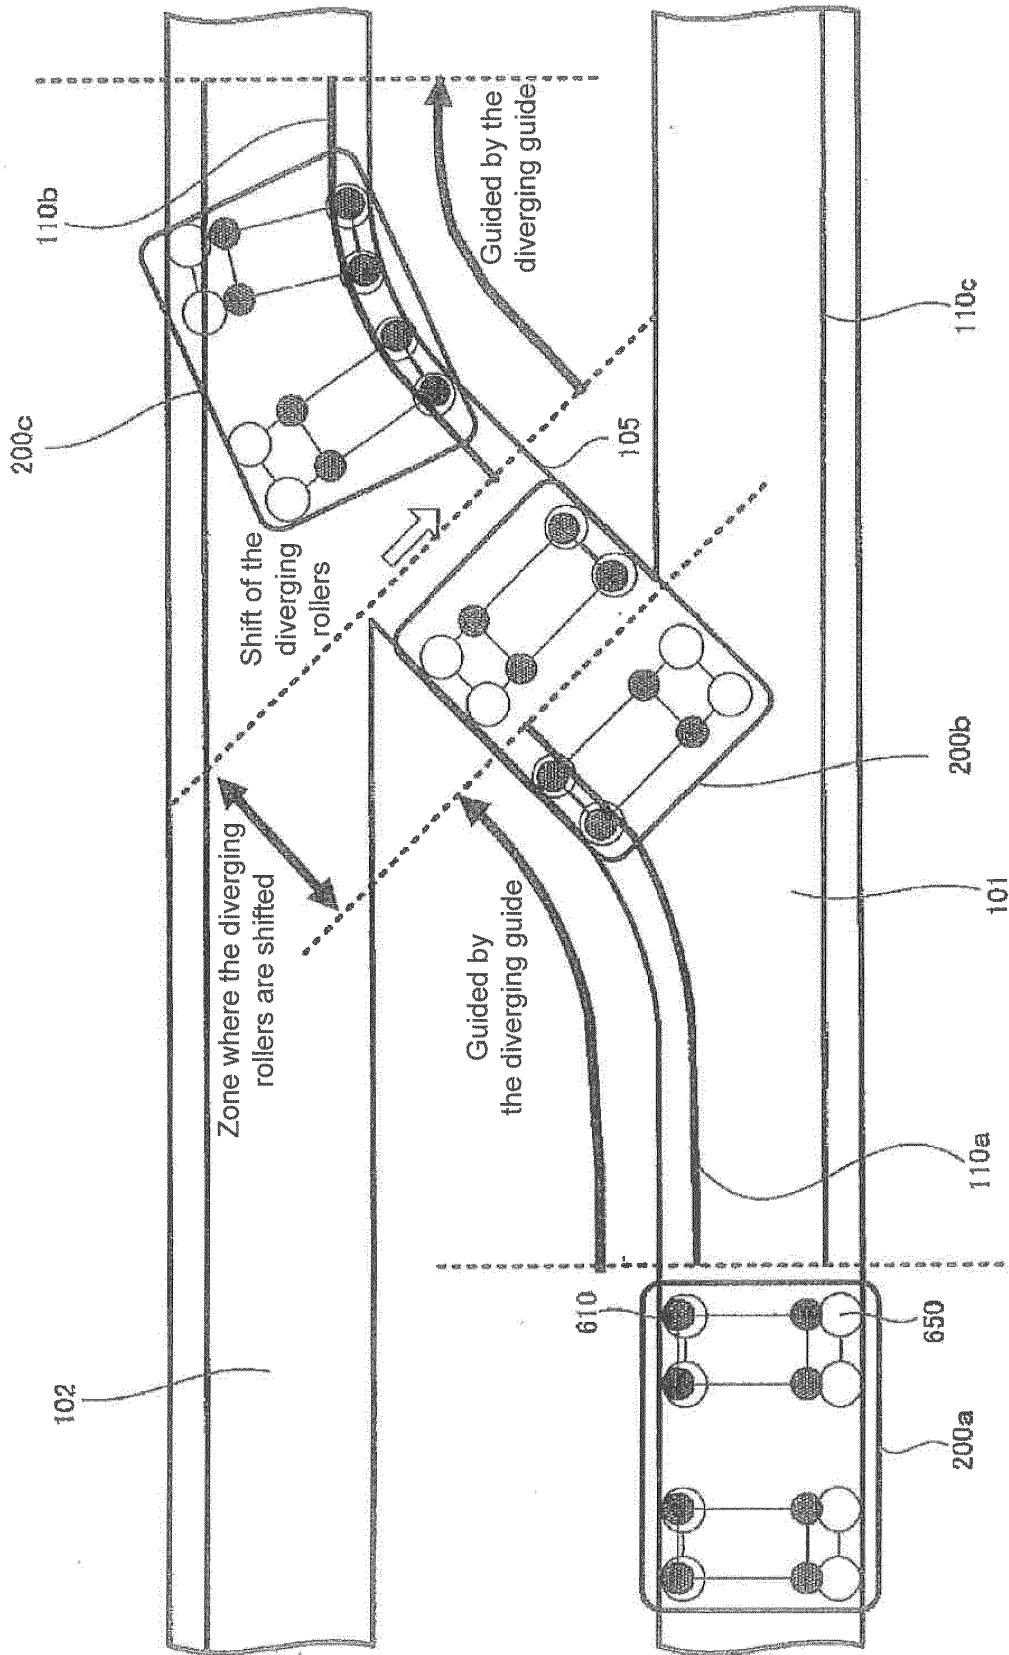 110b
Guided by the
diverging guide
110c
200c
105
Shift of the
diverging
rollers
200b
Zone where the diverging
rollers are shifted
101
Guided by
the diverging guide
110a
610
650
102
200a